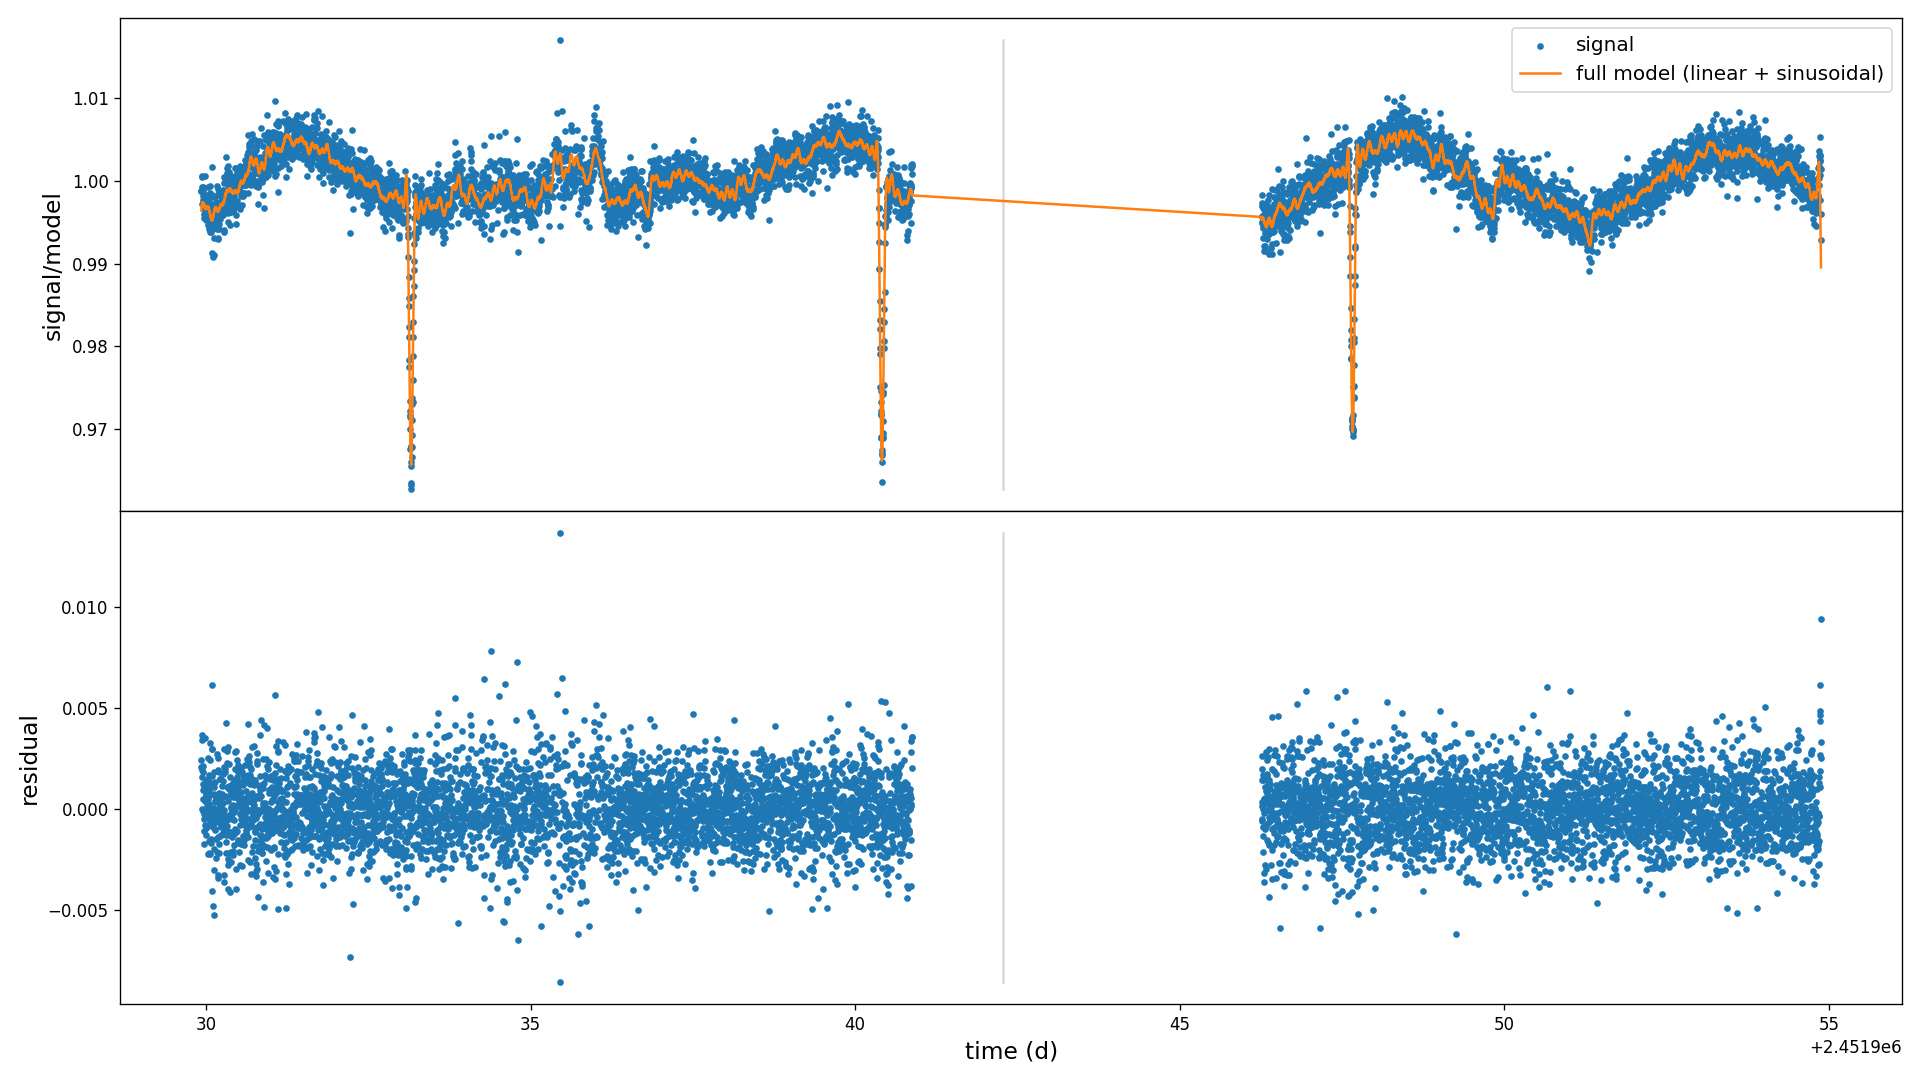 signal
full model (linear + sinusoidal)
signal/model
1.01
1.00
0.99
0.98
0.97
residual
0.010
0.005
0.000
−0.005
30
35
40
45
50
55
time (d)
+2.4519e6